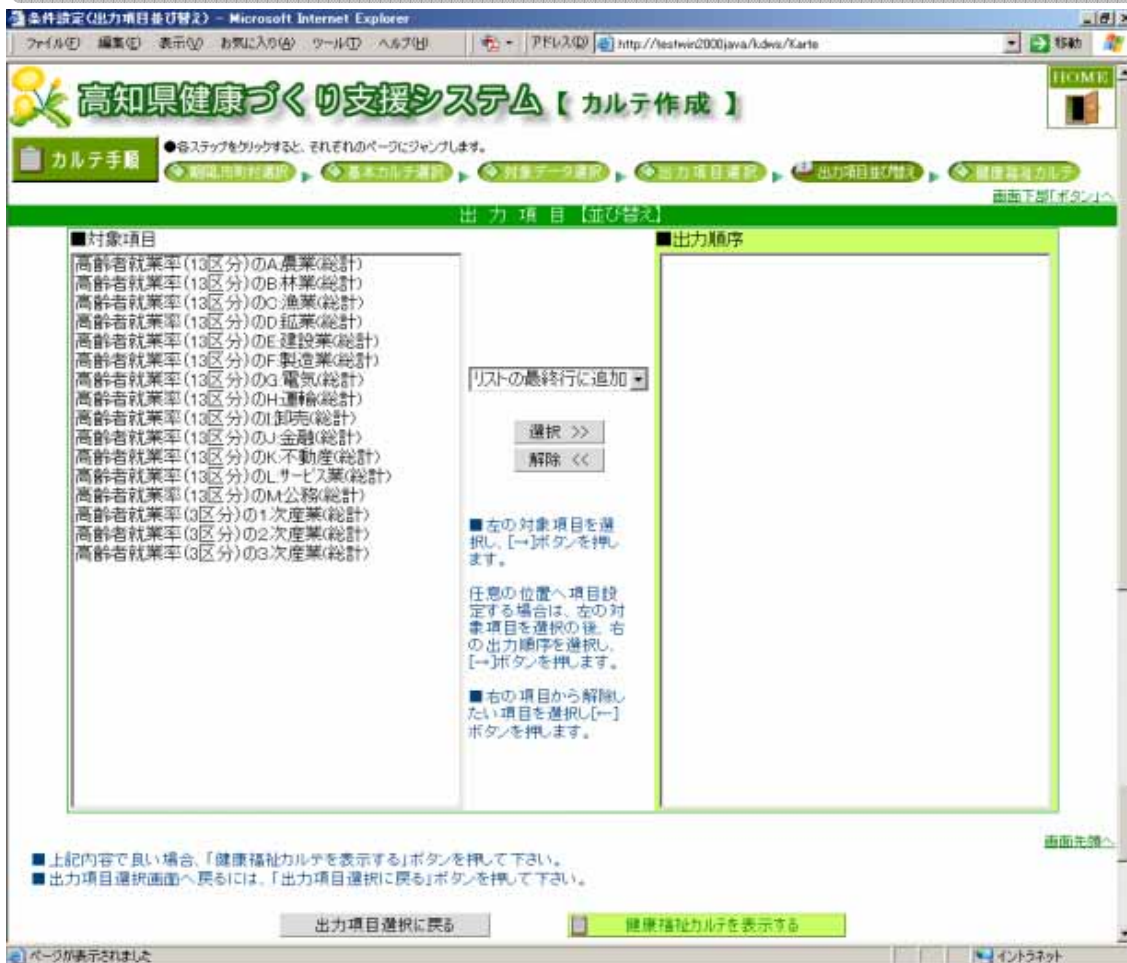 条件設定(出力項目並び替え) - Microsoft Internet Explorer
ファイル(F) 編集(E) 表示(V) お気に入り(A) ツール(T) ヘルプ(H)
アドレス(D) http://testwin2000java/kdws/Karte 移動
高知県健康づくり支援システム【 カルテ作成 】
HOME
カルテ手順
●各ステップをクリックすると、それぞれのページにジャンプします。
期間,市町村選択 基本カルテ選択 対象データ選択 出力項目選択 出力項目並び替え 健康福祉カルテ
画面下部「ボタン」へ
出 力 項 目 【並び替え】
■対象項目
高齢者就業率(13区分)のA.農業(総計)
高齢者就業率(13区分)のB.林業(総計)
高齢者就業率(13区分)のC.漁業(総計)
高齢者就業率(13区分)のD.鉱業(総計)
高齢者就業率(13区分)のE.建設業(総計)
高齢者就業率(13区分)のF.製造業(総計)
高齢者就業率(13区分)のG.電気(総計)
高齢者就業率(13区分)のH.運輸(総計)
高齢者就業率(13区分)のI.卸売(総計)
高齢者就業率(13区分)のJ.金融(総計)
高齢者就業率(13区分)のK.不動産(総計)
高齢者就業率(13区分)のL.サービス業(総計)
高齢者就業率(13区分)のM.公務(総計)
高齢者就業率(3区分)の1次産業(総計)
高齢者就業率(3区分)の2次産業(総計)
高齢者就業率(3区分)の3次産業(総計)
リストの最終行に追加
選択 >>
解除 <<
■左の対象項目を選
択し、[→]ボタンを押し
ます。
任意の位置へ項目設
定する場合は、左の対
象項目を選択の後、右
の出力順序を選択し、
[→]ボタンを押します。
■右の項目から解除し
たい項目を選択し[←]
ボタンを押します。
■出力順序
画面先頭へ
■上記内容で良い場合、「健康福祉カルテを表示する」ボタンを押して下さい。
■出力項目選択画面へ戻るには、「出力項目選択に戻る」ボタンを押して下さい。
出力項目選択に戻る
健康福祉カルテを表示する
ページが表示されました
イントラネット